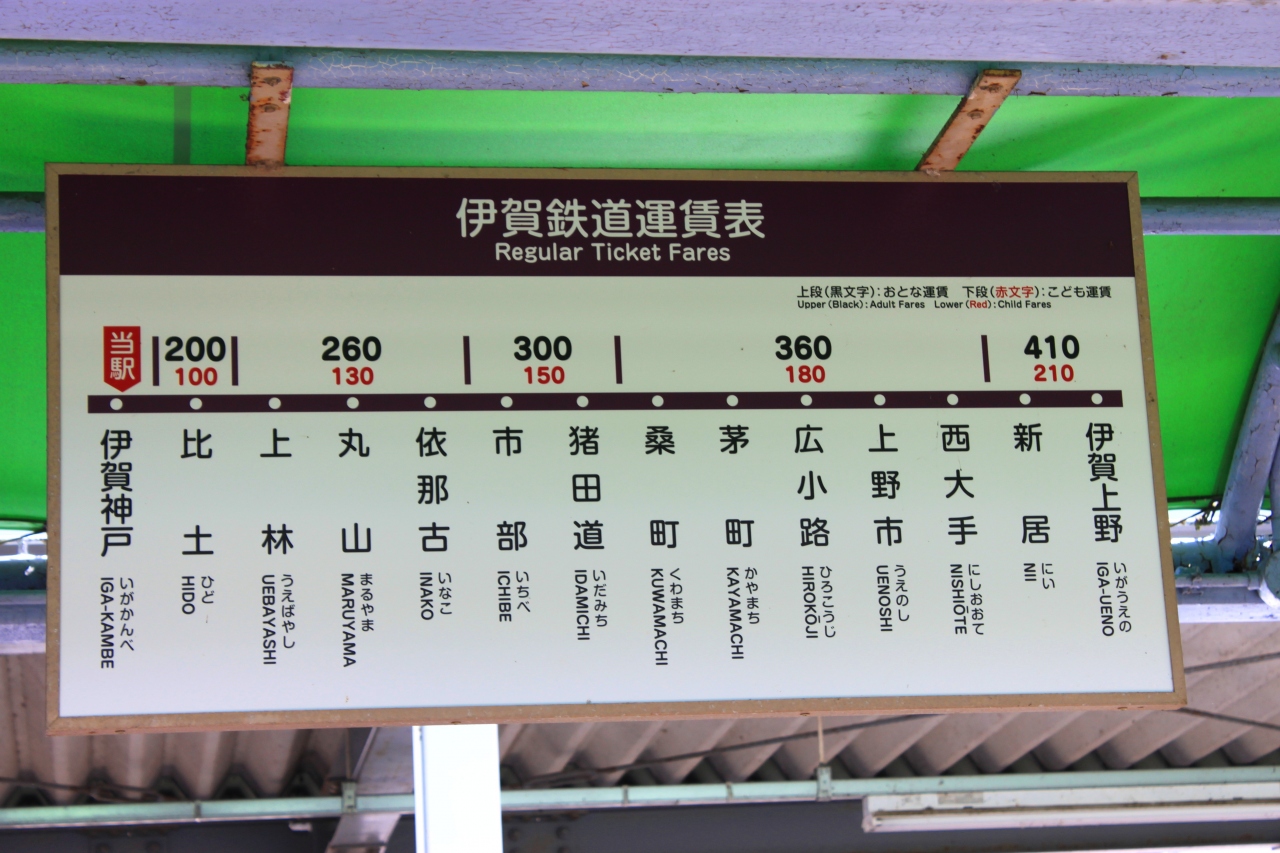 伊賀鉄道運賃表
Regular Ticket Fares
上段(黒文字):おとな運賃 下段(赤文字):こども運賃
Upper (Black) : Adult Fares Lower (Red) : Child Fares
当駅
200
100
260
130
300
150
360
180
410
210
伊賀神戸
いがかんべ
IGA-KAMBE
比土
ひど
HIDO
上林
うえばやし
UEBAYASHI
丸山
まるやま
MARUYAMA
依那古
いなこ
INAKO
市部
いちべ
ICHIBE
猪田道
いだみち
IDAMICHI
桑町
くわまち
KUWAMACHI
茅町
かやまち
KAYAMACHI
広小路
ひろこうじ
HIROKŌJI
上野市
うえのし
UENOSHI
西大手
にしおおて
NISHIŌTE
新居
にい
NII
伊賀上野
いがうえの
IGA-UENO